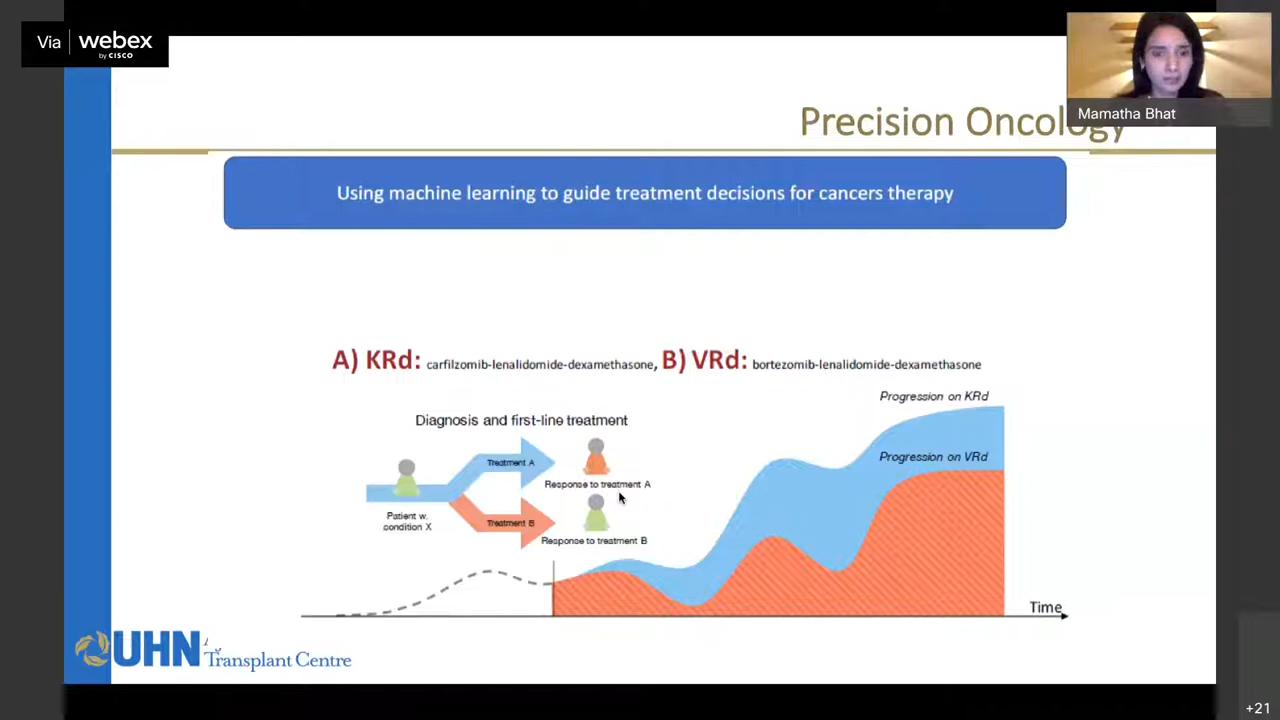 Via webex
by CISCO
Mamatha Bhat
Precision Oncology
Using machine learning to guide treatment decisions for cancers therapy
A) KRd: carfilzomib-lenalidomide-dexamethasone, B) VRd: bortezomib-lenalidomide-dexamethasone
Progression on KRd
Diagnosis and first-line treatment
Progression on VRd
Treatment A
Response to treatment A
Patient w.
condition X
Treatment B
Response to treatment B
Time
UHN
Transplant Centre
+21